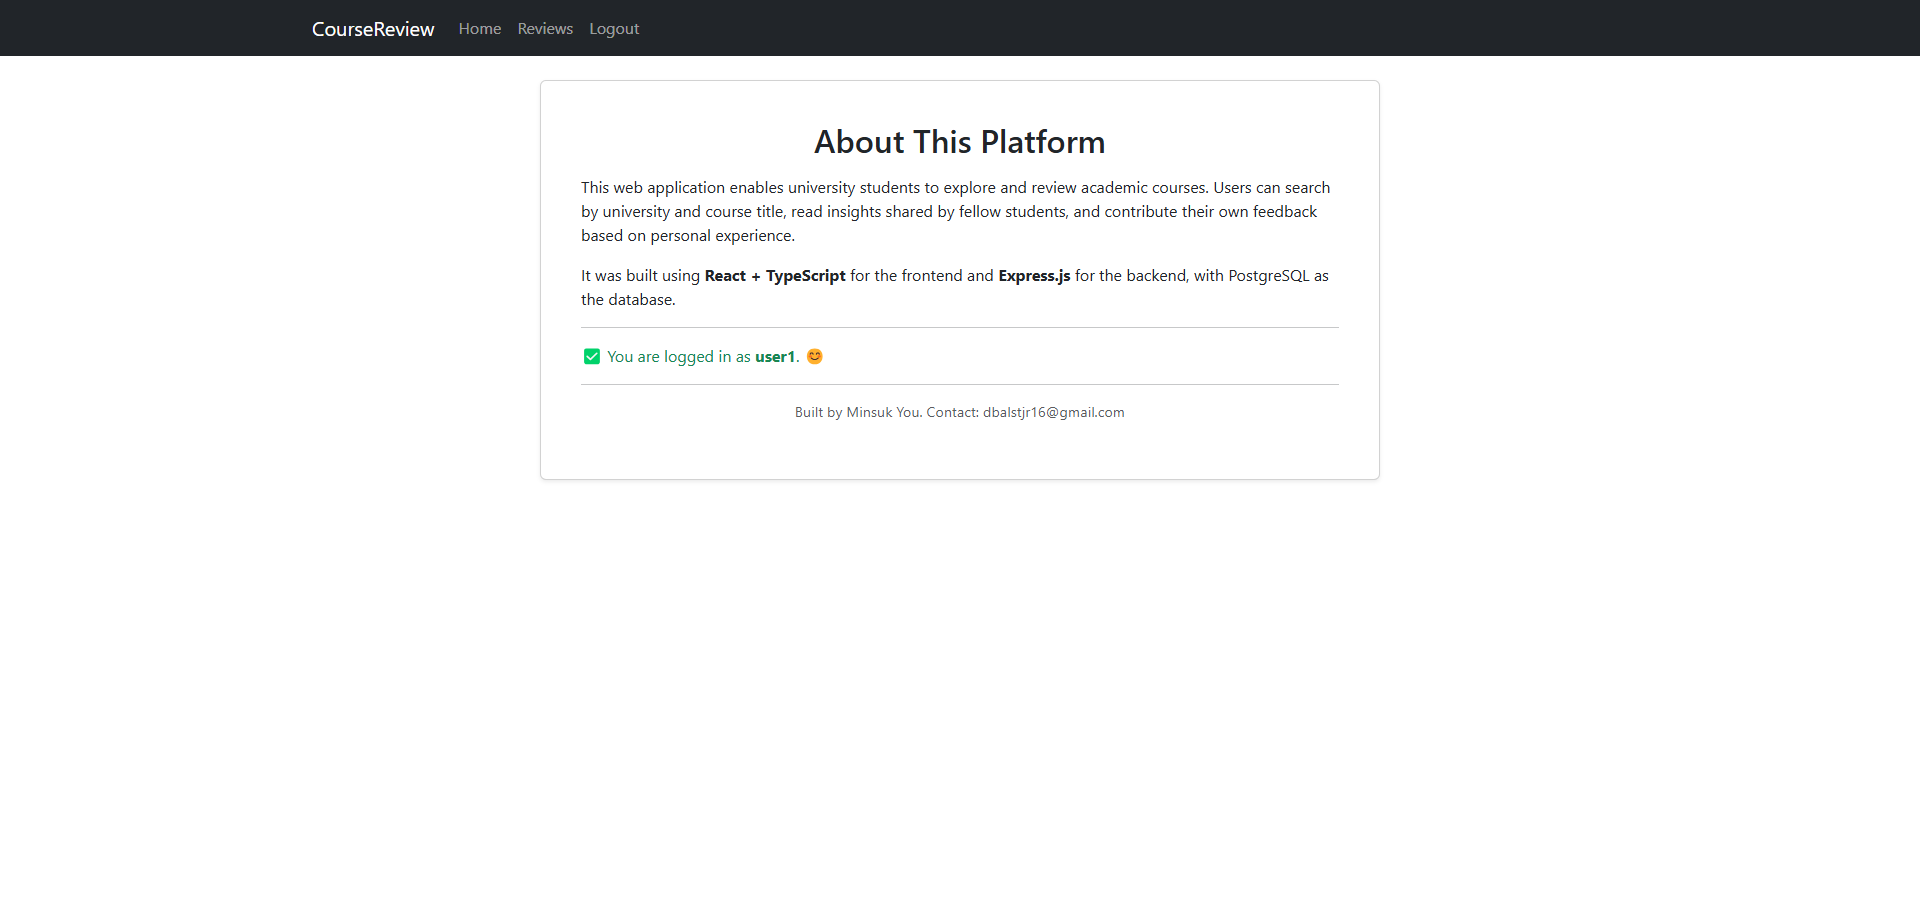 CourseReview Home Reviews Logout
About This Platform
This web application enables university students to explore and review academic courses. Users can search
by university and course title, read insights shared by fellow students, and contribute their own feedback
based on personal experience.
It was built using React + TypeScript for the frontend and Express.js for the backend, with PostgreSQL as
the database.
✅ You are logged in as user1. 😊
Built by Minsuk You. Contact: dbalstjr16@gmail.com